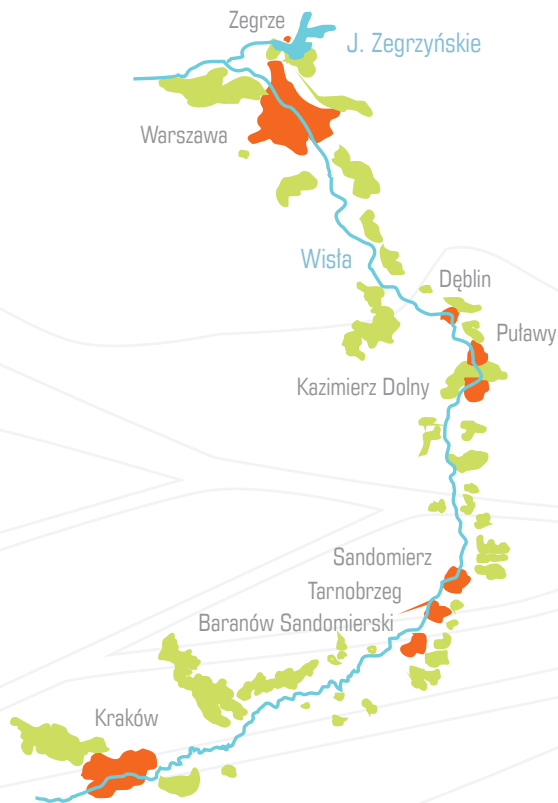 Zegrze
J. Zegrzyńskie
Warszawa
Wisła
Dęblin
Puławy
Kazimierz Dolny
Sandomierz
Tarnobrzeg
Baranów Sandomierski
Kraków